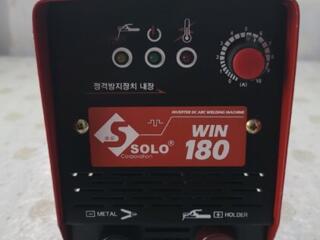 (A)
전격방지장치 내장
INVERTER DC ARC WELDING MACHINE
SOLO®
Corporation
WIN
180
⊟ METAL
⊞ HOLDER